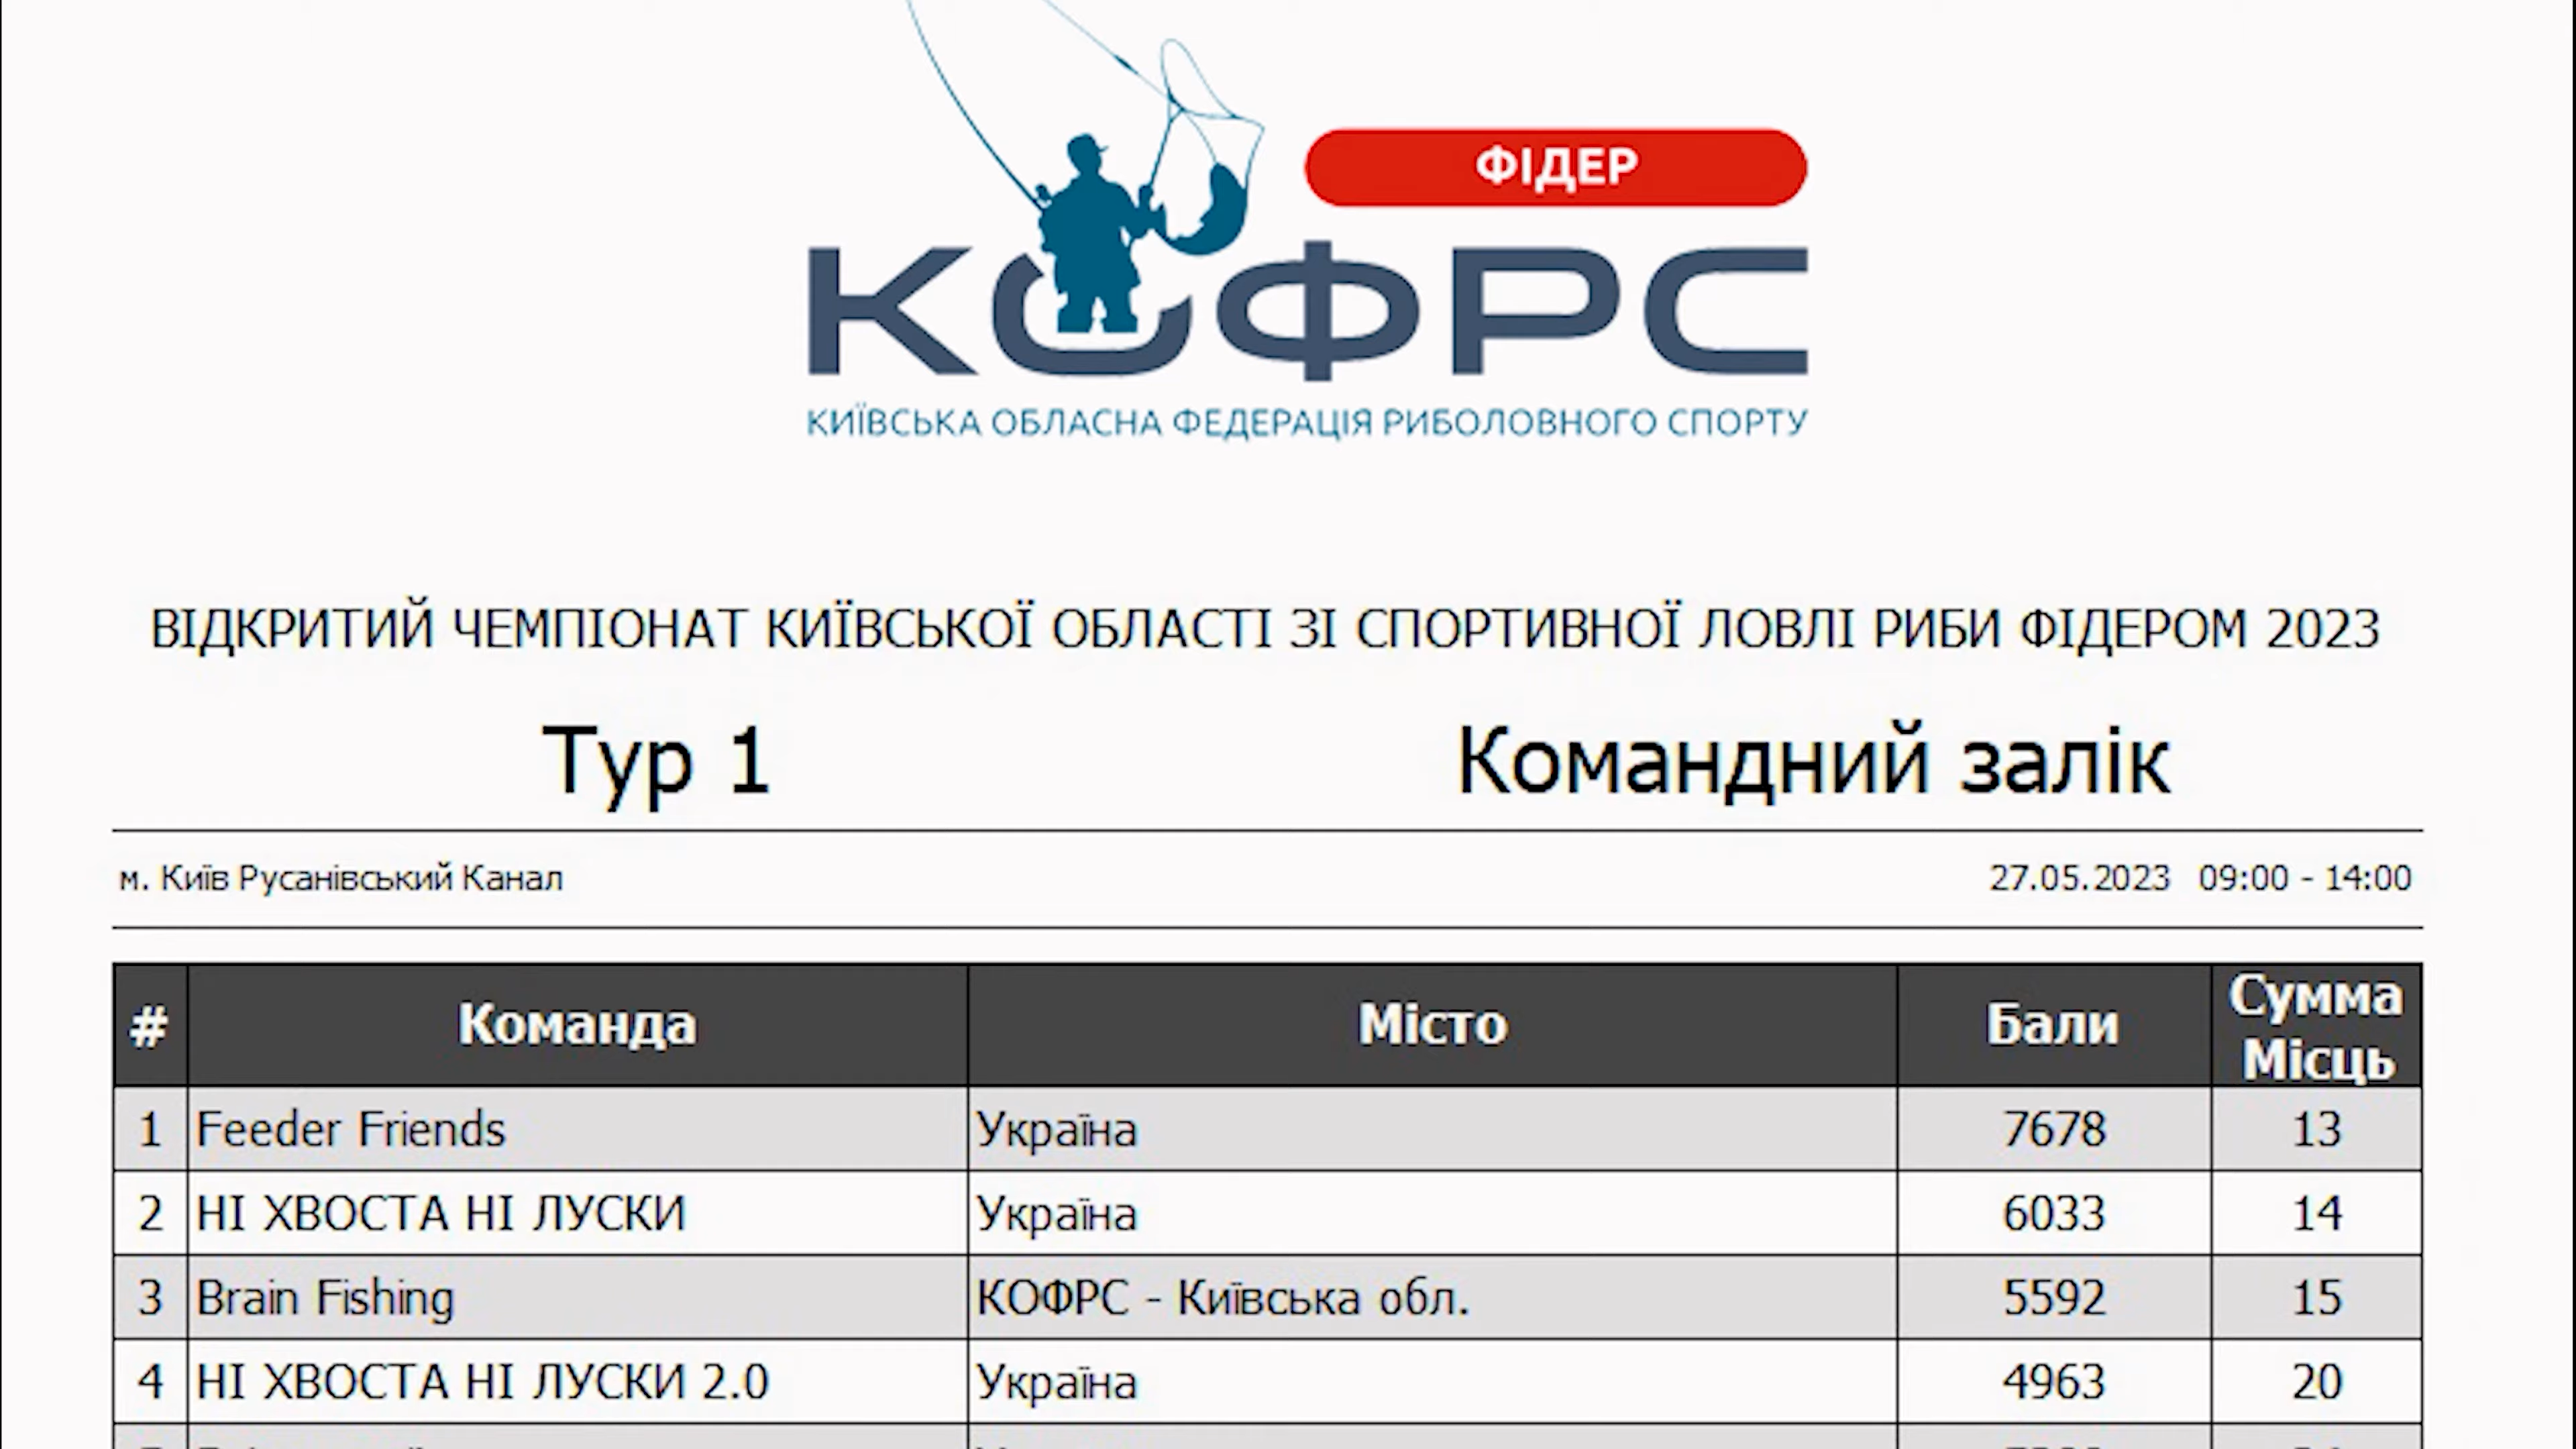 ФІДЕР
КОФРС
КИЇВСЬКА ОБЛАСНА ФЕДЕРАЦІЯ РИБОЛОВНОГО СПОРТУ
ВІДКРИТИЙ ЧЕМПІОНАТ КИЇВСЬКОЇ ОБЛАСТІ ЗІ СПОРТИВНОЇ ЛОВЛІ РИБИ ФІДЕРОМ 2023
Тур 1 Командний залік
м. Київ Русанівський Канал 27.05.2023 09:00 - 14:00
# Команда Місто Бали Сумма Місць
1 Feeder Friends Україна 7678 13
2 НІ ХВОСТА НІ ЛУСКИ Україна 6033 14
3 Brain Fishing КОФРС - Київська обл. 5592 15
4 НІ ХВОСТА НІ ЛУСКИ 2.0 Україна 4963 20